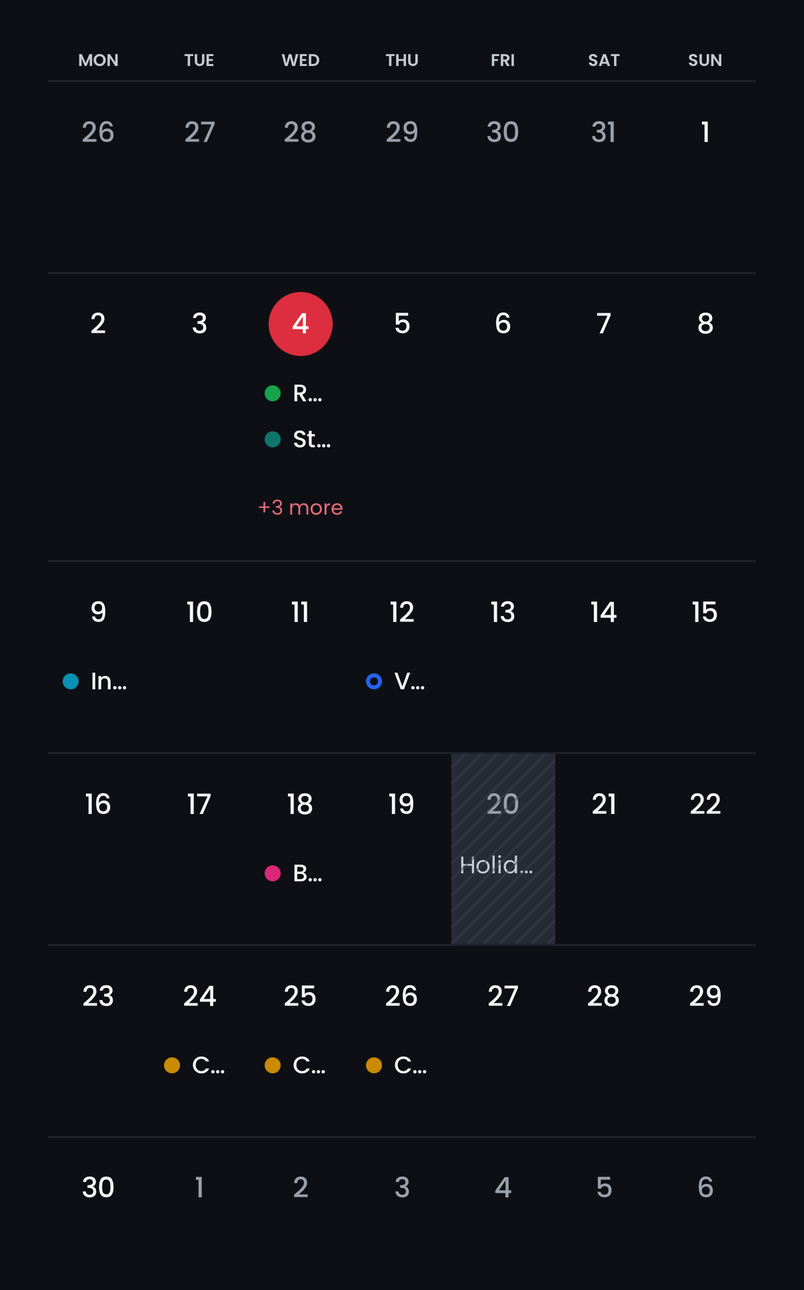 MON TUE WED THU FRI SAT SUN
26 27 28 29 30 31 1
2 3 4 5 6 7 8
R...
St...
+3 more
9 10 11 12 13 14 15
In... V...
16 17 18 19 20 21 22
Holid...
B...
23 24 25 26 27 28 29
C... C... C...
30 1 2 3 4 5 6